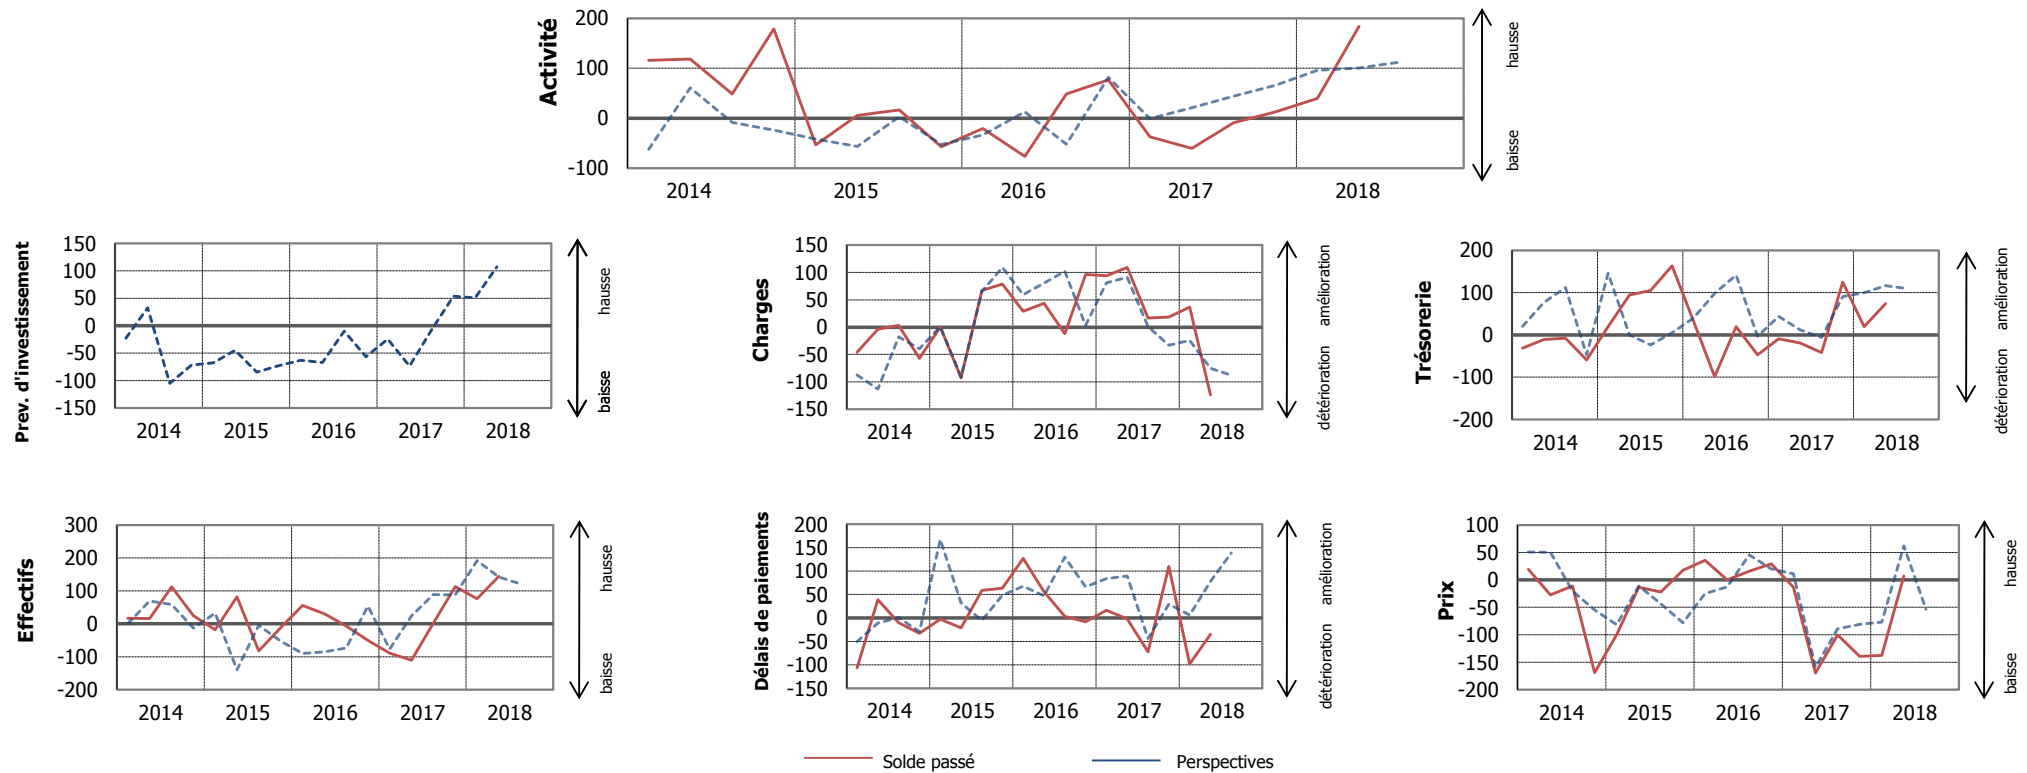 Activité
200
100
0
-100
2014 2015 2016 2017 2018
hausse
baisse
Prev. d'investissement
150
100
50
0
-50
-100
-150
2014 2015 2016 2017 2018
hausse
baisse
Charges
150
100
50
0
-50
-100
-150
2014 2015 2016 2017 2018
amélioration
détérioration
Trésorerie
200
100
0
-100
-200
2014 2015 2016 2017 2018
amélioration
détérioration
Effectifs
300
200
100
0
-100
-200
2014 2015 2016 2017 2018
hausse
baisse
Délais de paiements
200
150
100
50
0
-50
-100
-150
2014 2015 2016 2017 2018
amélioration
détérioration
Prix
100
50
0
-50
-100
-150
-200
2014 2015 2016 2017 2018
hausse
baisse
Solde passé Perspectives